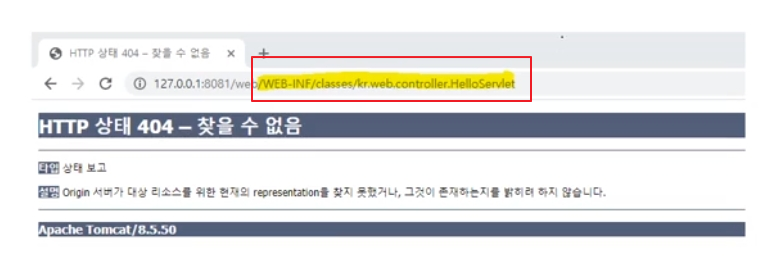 HTTP 상태 404 – 찾을 수 없음
127.0.0.1:8081/web/WEB-INF/classes/kr.web.controller.HelloServlet
HTTP 상태 404 – 찾을 수 없음
타입 상태 보고
설명 Origin 서버가 대상 리소스를 위한 현재의 representation을 찾지 못했거나, 그것이 존재하는지를 밝히려 하지 않습니다.
Apache Tomcat/8.5.50